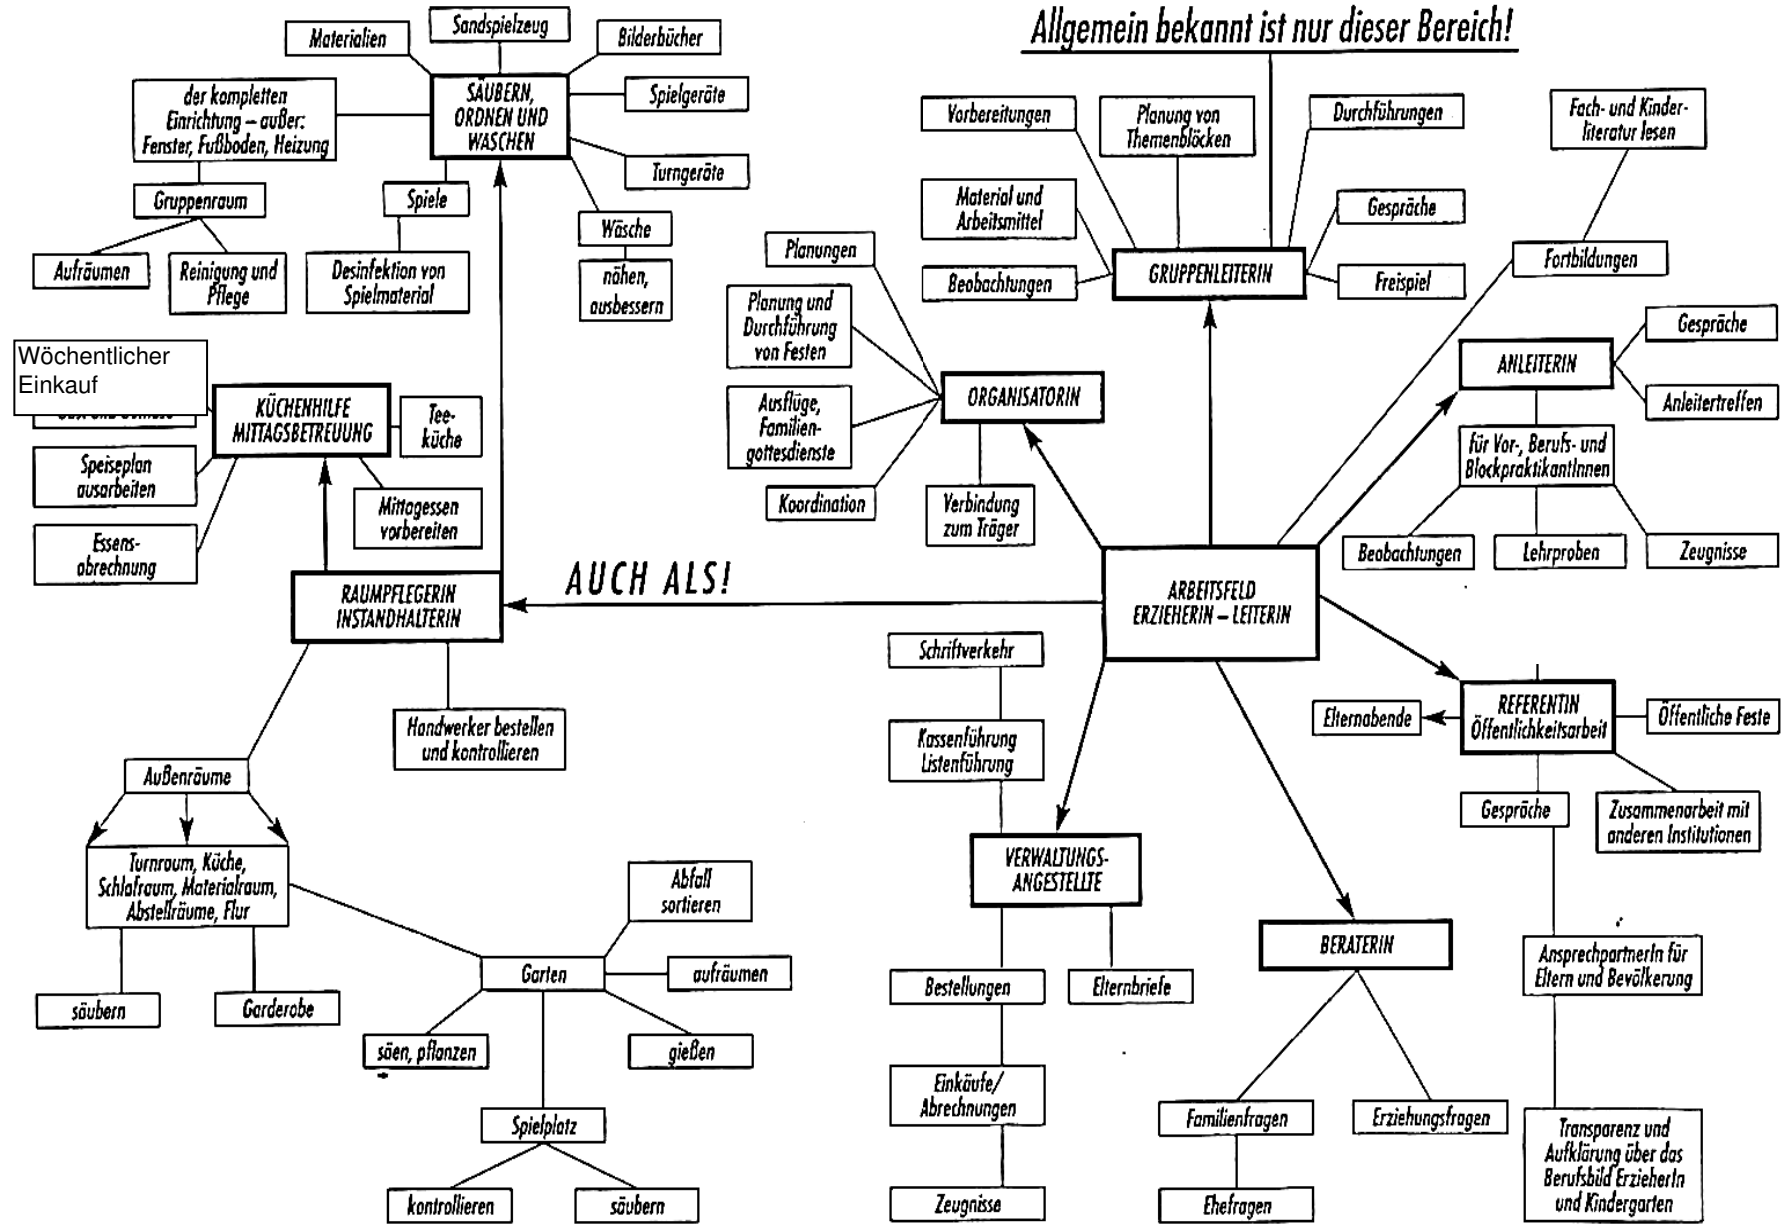 Allgemein bekannt ist nur dieser Bereich!
Materialien
Sandspielzeug
Bilderbücher
der kompletten
Einrichtung – außer:
Fenster, Fußboden, Heizung
SÄUBERN,
ORDNEN UND
WASCHEN
Spielgeräte
Turngeräte
Gruppenraum
Spiele
Wäsche
Aufräumen
Reinigung und
Pflege
Desinfektion von
Spielmaterial
nähen,
ausbessern
Wöchentlicher
Einkauf
KÜCHENHILFE
MITTAGSBETREUUNG
Tee-
küche
Speiseplan
ausarbeiten
Mittagessen
vorbereiten
Essens-
abrechnung
RAUMPFLEGERIN
INSTANDHALTERIN
AUCH ALS!
Handwerker bestellen
und kontrollieren
Außenräume
Turnraum, Küche,
Schlafraum, Materialraum,
Abstellräume, Flur
säubern
Garderobe
Abfall
sortieren
Garten
aufräumen
säen, pflanzen
gießen
Spielplatz
kontrollieren
säubern
Vorbereitungen
Planung von
Themenblöcken
Durchführungen
Material und
Arbeitsmittel
Gespräche
Beobachtungen
GRUPPENLEITERIN
Freispiel
Fach- und Kinder-
literatur lesen
Fortbildungen
Planungen
Planung und
Durchführung
von Festen
Ausflüge,
Familien-
gottesdienste
Koordination
ORGANISATORIN
Verbindung
zum Träger
ANLEITERIN
Gespräche
Anleitertreffen
für Vor-, Berufs- und
BlockpraktikantInnen
Beobachtungen
Lehrproben
Zeugnisse
ARBEITSFELD
ERZIEHERIN – LEITERIN
Schriftverkehr
Kassenführung
Listenführung
VERWALTUNGS-
ANGESTELLTE
Bestellungen
Elternbriefe
Einkäufe/
Abrechnungen
Zeugnisse
BERATERIN
Familienfragen
Erziehungsfragen
Ehefragen
Elternabende
REFERENTIN
Öffentlichkeitsarbeit
Öffentliche Feste
Gespräche
Zusammenarbeit mit
anderen Institutionen
AnsprechpartnerIn für
Eltern und Bevölkerung
Transparenz und
Aufklärung über das
Berufsbild ErzieherIn
und Kindergarten